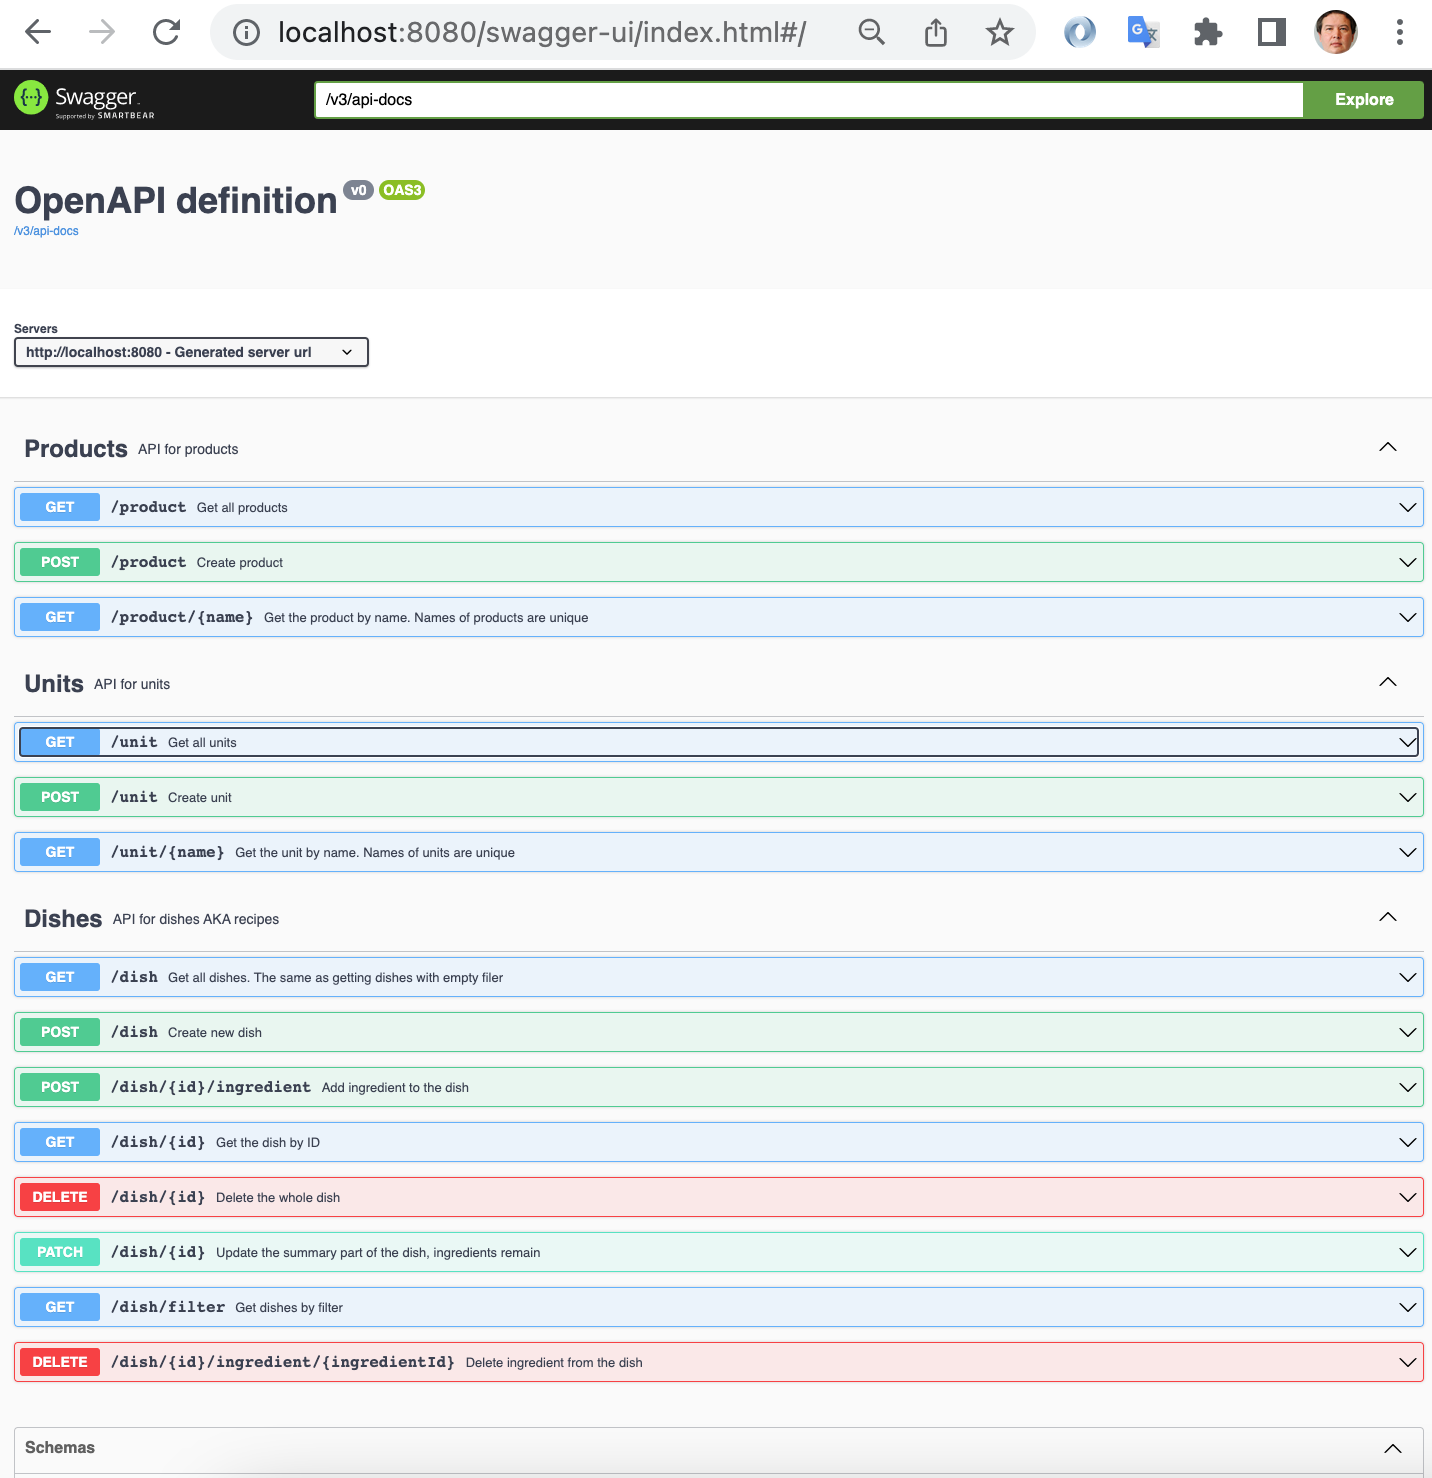 localhost:8080/swagger-ui/index.html#/
Swagger
Supported by SMARTBEAR
/v3/api-docs
Explore
OpenAPI definition v0 OAS3
/v3/api-docs
Servers
http://localhost:8080 - Generated server url
Products API for products
GET /product Get all products
POST /product Create product
GET /product/{name} Get the product by name. Names of products are unique
Units API for units
GET /unit Get all units
POST /unit Create unit
GET /unit/{name} Get the unit by name. Names of units are unique
Dishes API for dishes AKA recipes
GET /dish Get all dishes. The same as getting dishes with empty filer
POST /dish Create new dish
POST /dish/{id}/ingredient Add ingredient to the dish
GET /dish/{id} Get the dish by ID
DELETE /dish/{id} Delete the whole dish
PATCH /dish/{id} Update the summary part of the dish, ingredients remain
GET /dish/filter Get dishes by filter
DELETE /dish/{id}/ingredient/{ingredientId} Delete ingredient from the dish
Schemas